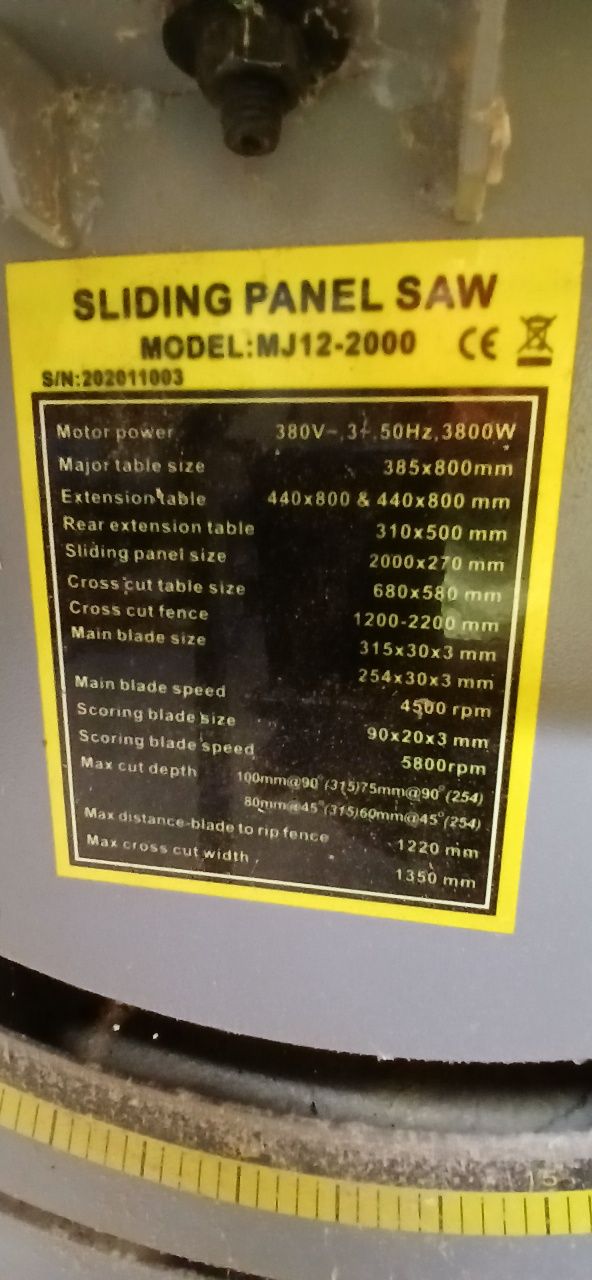 SLIDING PANEL SAW
MODEL:MJ12-2000 CE
S/N:202011003
Motor power 380V~,3~.50Hz,3800W
Major table size 385x800mm
Extension table 440x800 & 440x800 mm
Rear extension table 310x500 mm
Sliding panel size 2000x270 mm
Cross cut table size 680x580 mm
Cross cut fence 1200-2200 mm
Main blade size 315x30x3 mm
254x30x3 mm
Main blade speed 4500 rpm
Scoring blade size 90x20x3 mm
Scoring blade speed 5800rpm
Max cut depth 100mm@90°(315)75mm@90°(254)
80mm@45°(315)60mm@45°(254)
Max distance-blade to rip fence 1220 mm
Max cross cut width 1350 mm